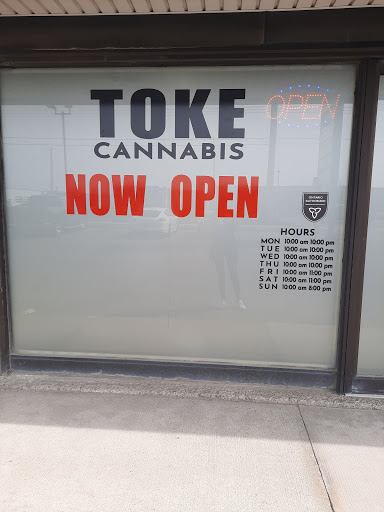 TOKE
CANNABIS
OPEN
NOW OPEN
ONTARIO
AUTHORIZED
HOURS
MON 10:00 am 10:00 pm
TUE 10:00 am 10:00 pm
WED 10:00 am 10:00 pm
THU 10:00 am 10:00 pm
FRI 10:00 am 11:00 pm
SAT 10:00 am 11:00 pm
SUN 10:00 am 8:00 pm